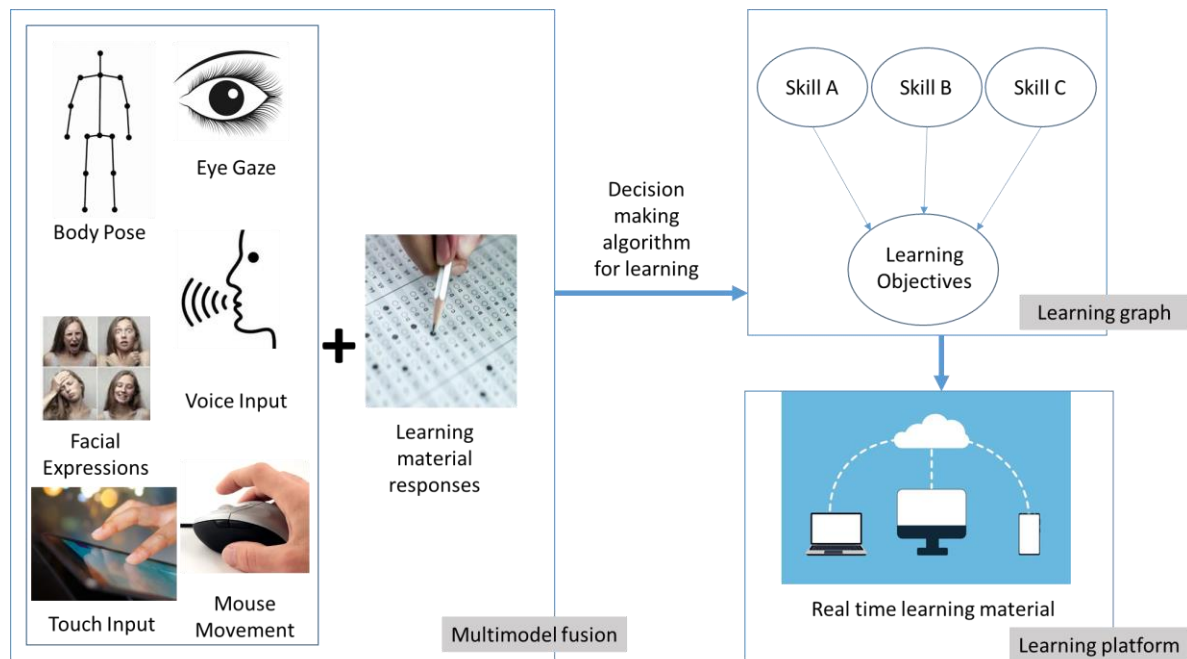 Body Pose
Eye Gaze
Facial
Expressions
Voice Input
Touch Input
Mouse
Movement
+
Learning
material
responses
Multimodel fusion
Decision
making
algorithm
for learning
Skill A
Skill B
Skill C
Learning
Objectives
Learning graph
Real time learning material
Learning platform